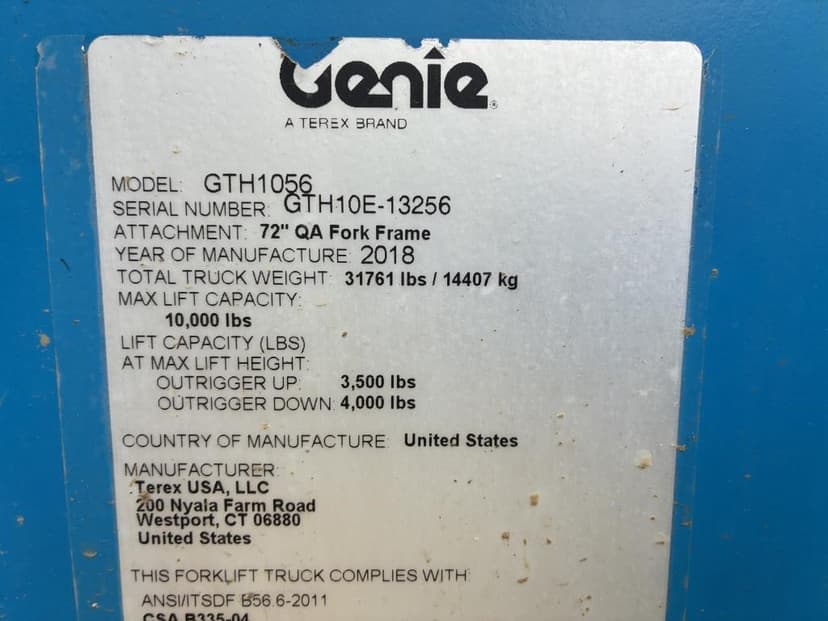 Genie®
A TEREX BRAND
MODEL: GTH1056
SERIAL NUMBER: GTH10E-13256
ATTACHMENT: 72" QA Fork Frame
YEAR OF MANUFACTURE: 2018
TOTAL TRUCK WEIGHT: 31761 lbs / 14407 kg
MAX LIFT CAPACITY:
10,000 lbs
LIFT CAPACITY (LBS)
AT MAX LIFT HEIGHT:
OUTRIGGER UP: 3,500 lbs
OUTRIGGER DOWN: 4,000 lbs
COUNTRY OF MANUFACTURE: United States
MANUFACTURER:
Terex USA, LLC
200 Nyala Farm Road
Westport, CT 06880
United States
THIS FORKLIFT TRUCK COMPLIES WITH:
ANSI/ITSDF B56.6-2011
CSA B335-04